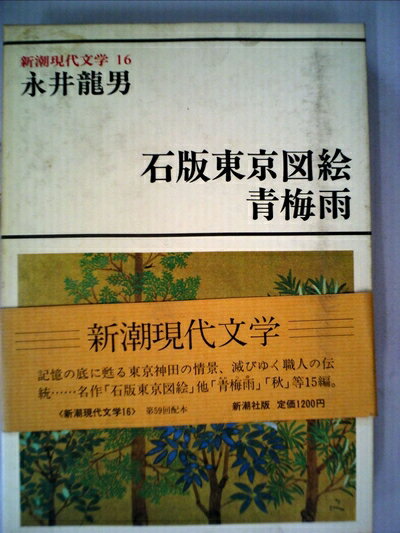 新潮現代文学 16
永井龍男
石版東京図絵
青梅雨
新潮現代文学
記憶の底に甦る東京神田の情景、滅びゆく職人の伝
統……名作「石版東京図絵」他「青梅雨」「秋」等15編。
〈新潮現代文学16〉 第59回配本 新潮社版 定価1200円